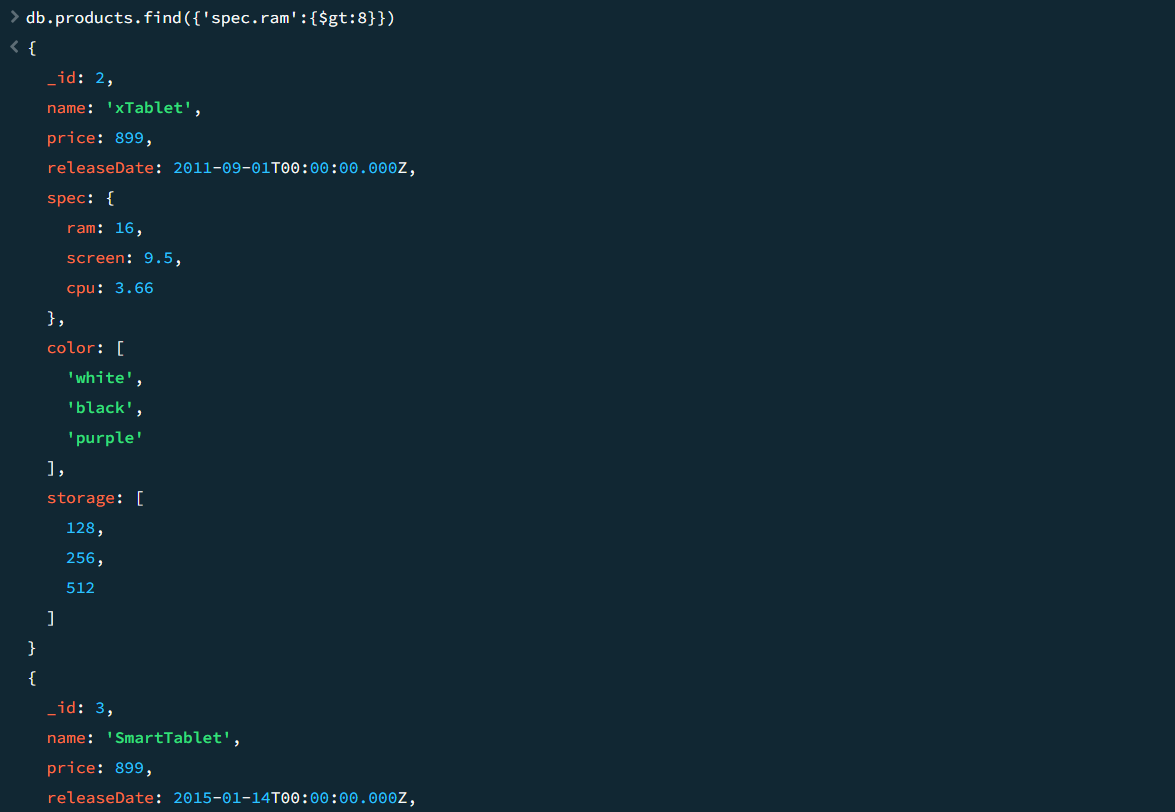 > db.products.find({'spec.ram':{$gt:8}})
< {
_id: 2,
name: 'xTablet',
price: 899,
releaseDate: 2011-09-01T00:00:00.000Z,
spec: {
ram: 16,
screen: 9.5,
cpu: 3.66
},
color: [
'white',
'black',
'purple'
],
storage: [
128,
256,
512
]
}
{
_id: 3,
name: 'SmartTablet',
price: 899,
releaseDate: 2015-01-14T00:00:00.000Z,